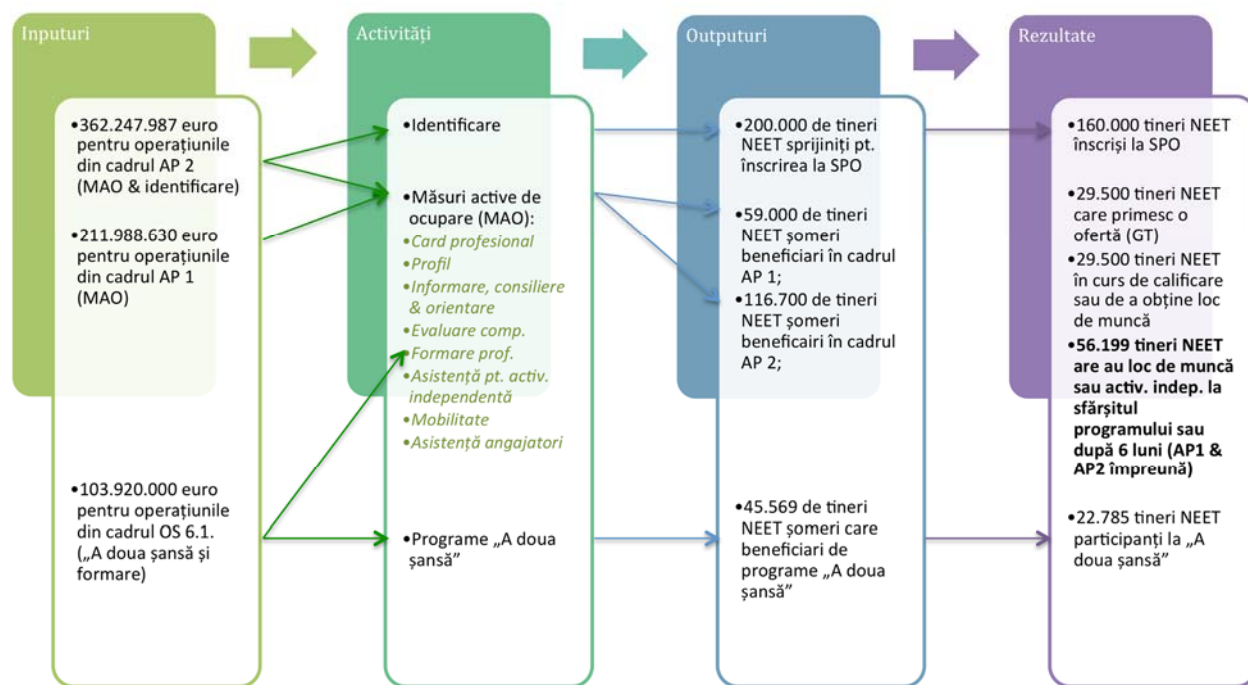 Inputuri
•362.247.987 euro
pentru operațiunile
din cadrul AP 2
(MAO & identificare)
•211.988.630 euro
pentru operațiunile
din cadrul AP 1
(MAO)
•103.920.000 euro
pentru operațiunile
din cadrul OS 6.1.
(„A doua șansă și
formare)
Activități
•Identificare
•Măsuri active de
ocupare (MAO):
•Card profesional
•Profil
•Informare, consiliere
& orientare
•Evaluare comp.
•Formare prof.
•Asistență pt. activ.
independentă
•Mobilitate
•Asistență angajatori
•Programe „A doua
șansă”
Outputuri
•200.000 de tineri
NEET sprijiniți pt.
înscrirea la SPO
•59.000 de tineri
NEET șomeri
beneficiari în cadrul
AP 1;
•116.700 de tineri
NEET șomeri
beneficairi în cadrul
AP 2;
•45.569 de tineri
NEET șomeri care
beneficiari de
programe „A doua
șansă”
Rezultate
•160.000 tineri NEET
înscriși la SPO
•29.500 tineri NEET
care primesc o
ofertă (GT)
•29.500 tineri NEET
în curs de calificare
sau de a obține loc
de muncă
•56.199 tineri NEET
are au loc de muncă
sau activ. indep. la
sfărșitul
programului sau
după 6 luni (AP1 &
AP2 împreună)
•22.785 tineri NEET
participanți la „A
doua șansă”